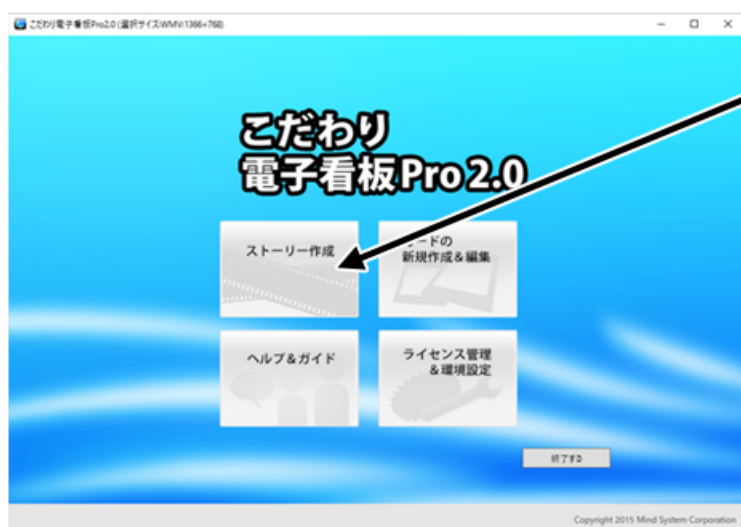 こだわり電子看板Pro2.0 (選択サイズ:WMV:1366×768)
こだわり
電子看板Pro 2.0
ストーリー作成
ードの
新規作成&編集
ヘルプ&ガイド
ライセンス管理
&環境設定
終了する
Copyright 2015 Mind System Corporation